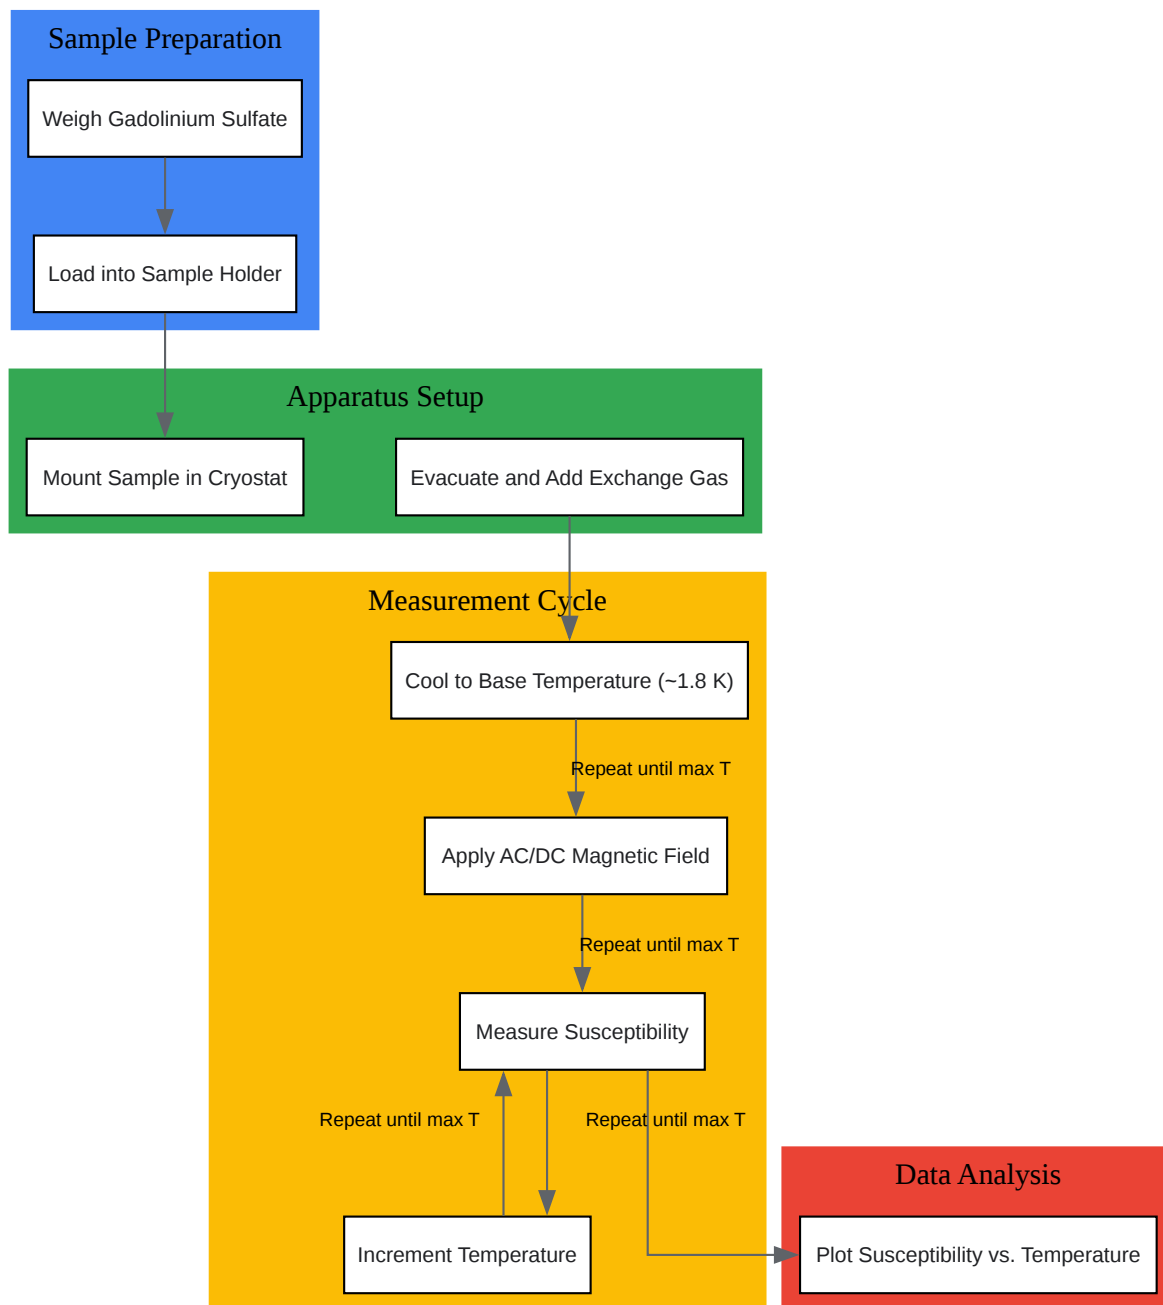 Sample Preparation
Weigh Gadolinium Sulfate
Load into Sample Holder
Apparatus Setup
Mount Sample in Cryostat
Evacuate and Add Exchange Gas
Measurement Cycle
Cool to Base Temperature (~1.8 K)
Repeat until max T
Apply AC/DC Magnetic Field
Repeat until max T
Measure Susceptibility
Repeat until max T
Repeat until max T
Increment Temperature
Data Analysis
Plot Susceptibility vs. Temperature